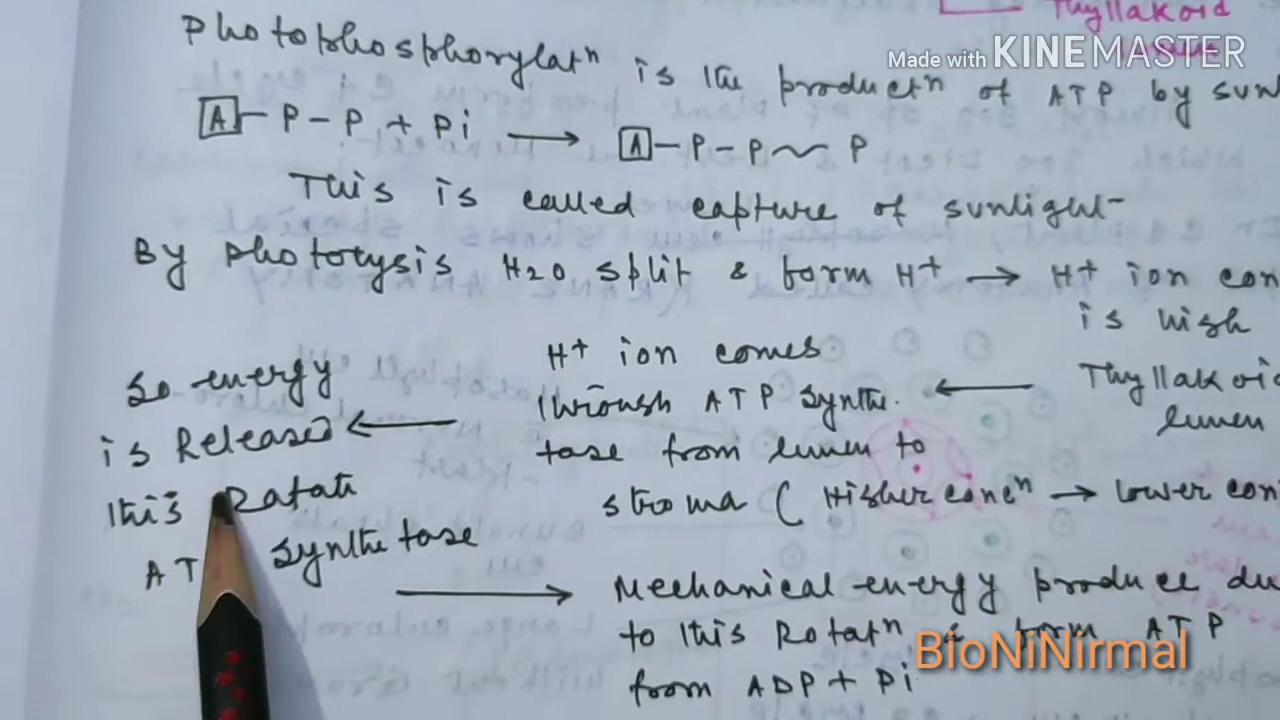 Thyllakoid
lumen
Made with KINEMASTER
Photophosphorylatⁿ is the productⁿ of ATP by sun
A - P - P + Pi → A - P - P ~ P
This is called capture of sunlight
By photolysis H2O split & form H+ → H+ ion con
is high
Thyllakoid
lumen
H+ ion comes
through ATP synthe.
tase from lumen to
stroma ( Higher concⁿ → lower con
so energy
is Released
this Rotate
AT synthetase
Mechanical energy produce du
to this Rotatⁿ & form ATP
from ADP + Pi
BioNiNirmal